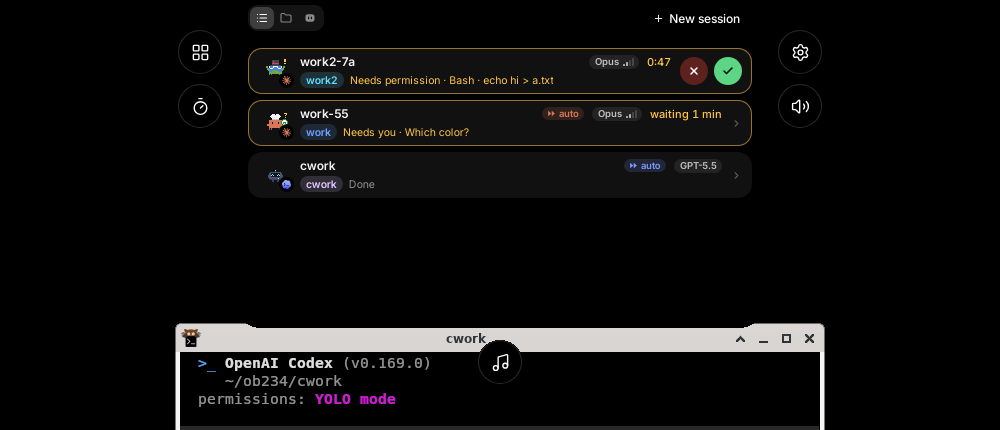 + New session
work2-7a
Opus
0:47
work2
Needs permission · Bash · echo hi > a.txt
work-55
auto
Opus
waiting 1 min
work
Needs you · Which color?
cwork
auto
GPT-5.5
cwork
Done
cwork
>_ OpenAI Codex (v0.169.0)
~/ob234/cwork
permissions: YOLO mode